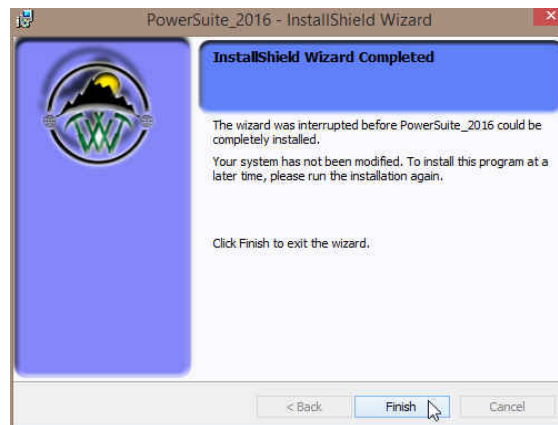 PowerSuite_2016 - InstallShield Wizard
InstallShield Wizard Completed
The wizard was interrupted before PowerSuite_2016 could be
completely installed.
Your system has not been modified. To install this program at a
later time, please run the installation again.
Click Finish to exit the wizard.
< Back
Finish
Cancel